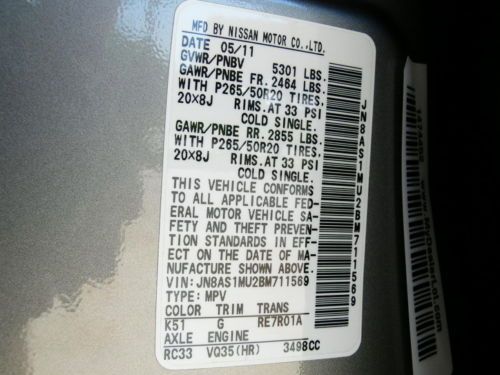 MFD BY NISSAN MOTOR CO.,LTD.
DATE 05/11
GVWR/PNBV 5301 LBS.
GAWR/PNBE FR. 2464 LBS.
WITH P265/50R20 TIRES,
20X8J RIMS.AT 33 PSI
COLD SINGLE.
GAWR/PNBE RR. 2855 LBS.
WITH P265/50R20 TIRES,
20X8J RIMS.AT 33 PSI
COLD SINGLE.
THIS VEHICLE CONFORMS
TO ALL APPLICABLE FED-
ERAL MOTOR VEHICLE SA-
FETY AND THEFT PREVEN-
TION STANDARDS IN EFF-
ECT ON THE DATE OF MA-
NUFACTURE SHOWN ABOVE.
VIN: JN8AS1MU2BM711569
TYPE: MPV
COLOR TRIM TRANS
K51 G RE7R01A
AXLE ENGINE
RC33 VQ35(HR) 3498CC
JN8AS1MU2BM711569